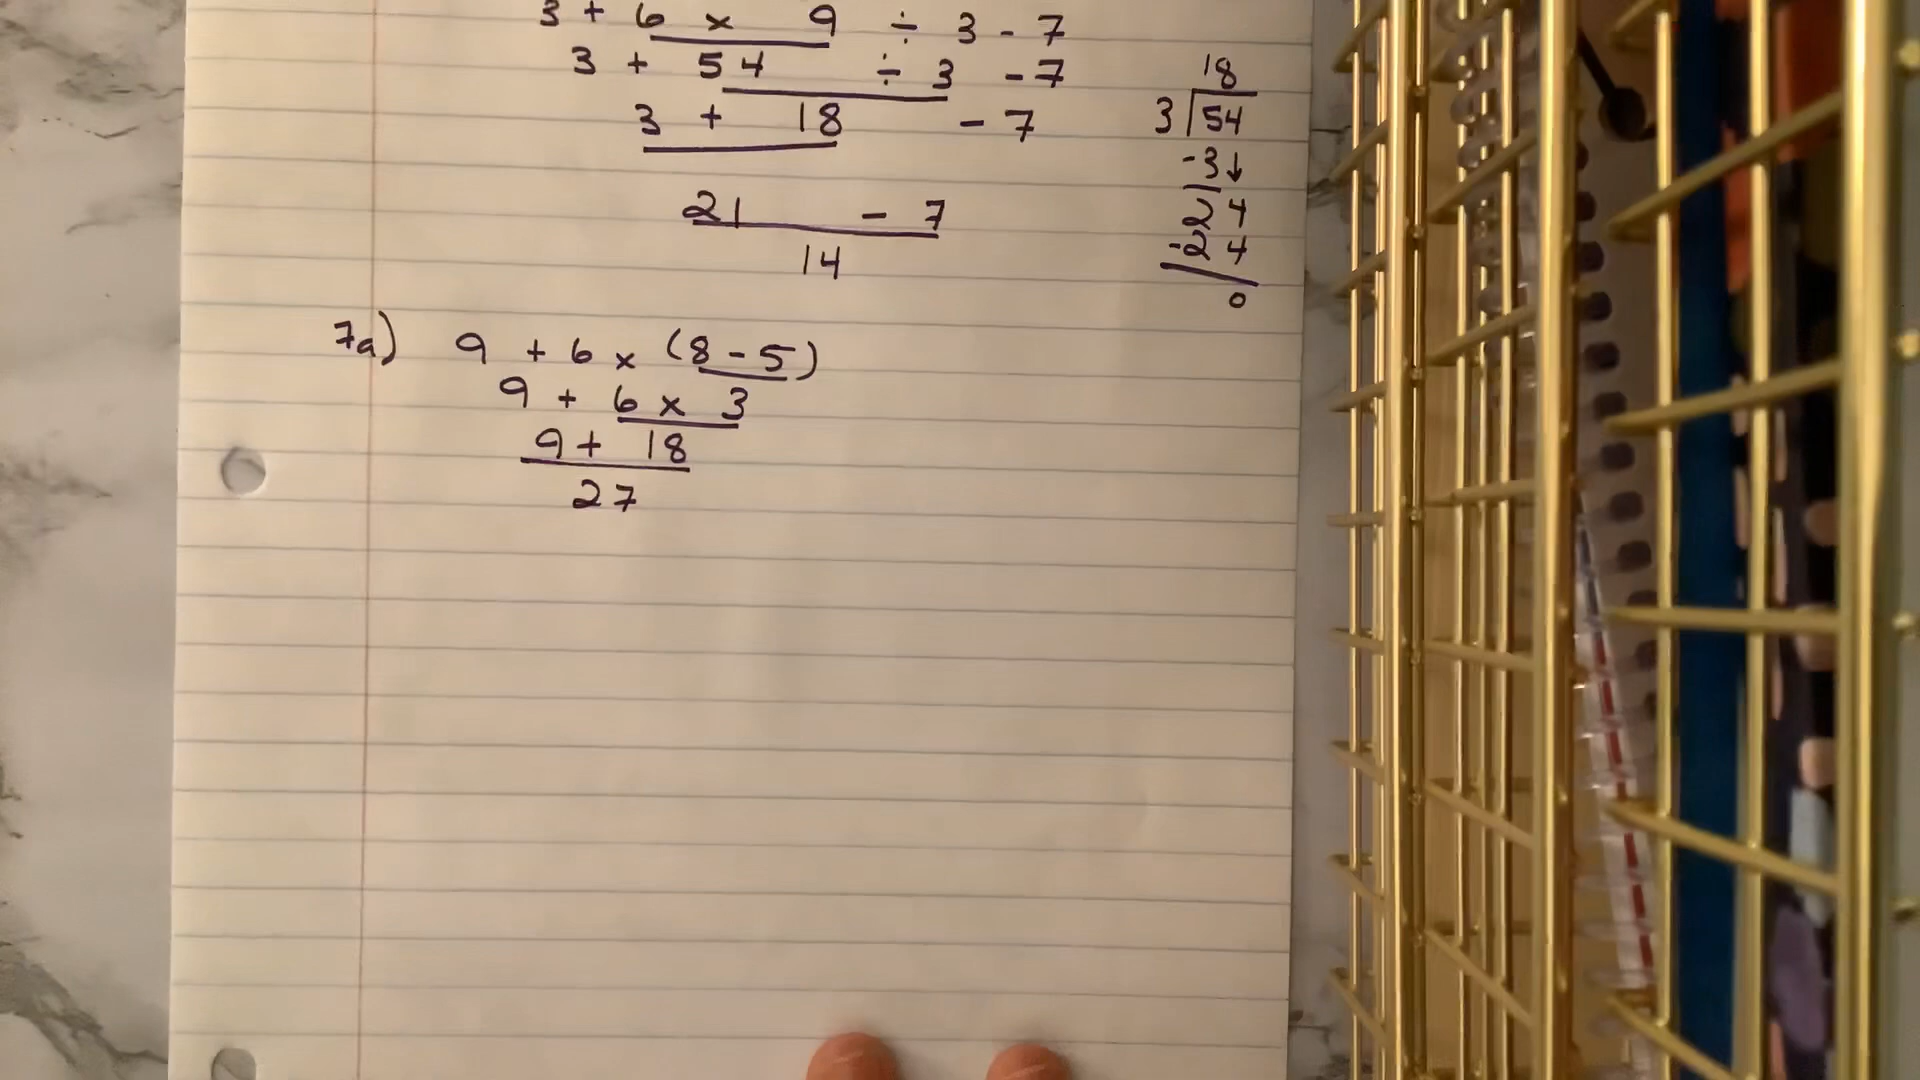 3 + 6 × 9 ÷ 3 - 7
3 + 54 ÷ 3 - 7
3 + 18 - 7
21 - 7
14
18
3 54
-3↓
24
-24
0
7a) 9 + 6 × (8 - 5)
9 + 6 × 3
9 + 18
27